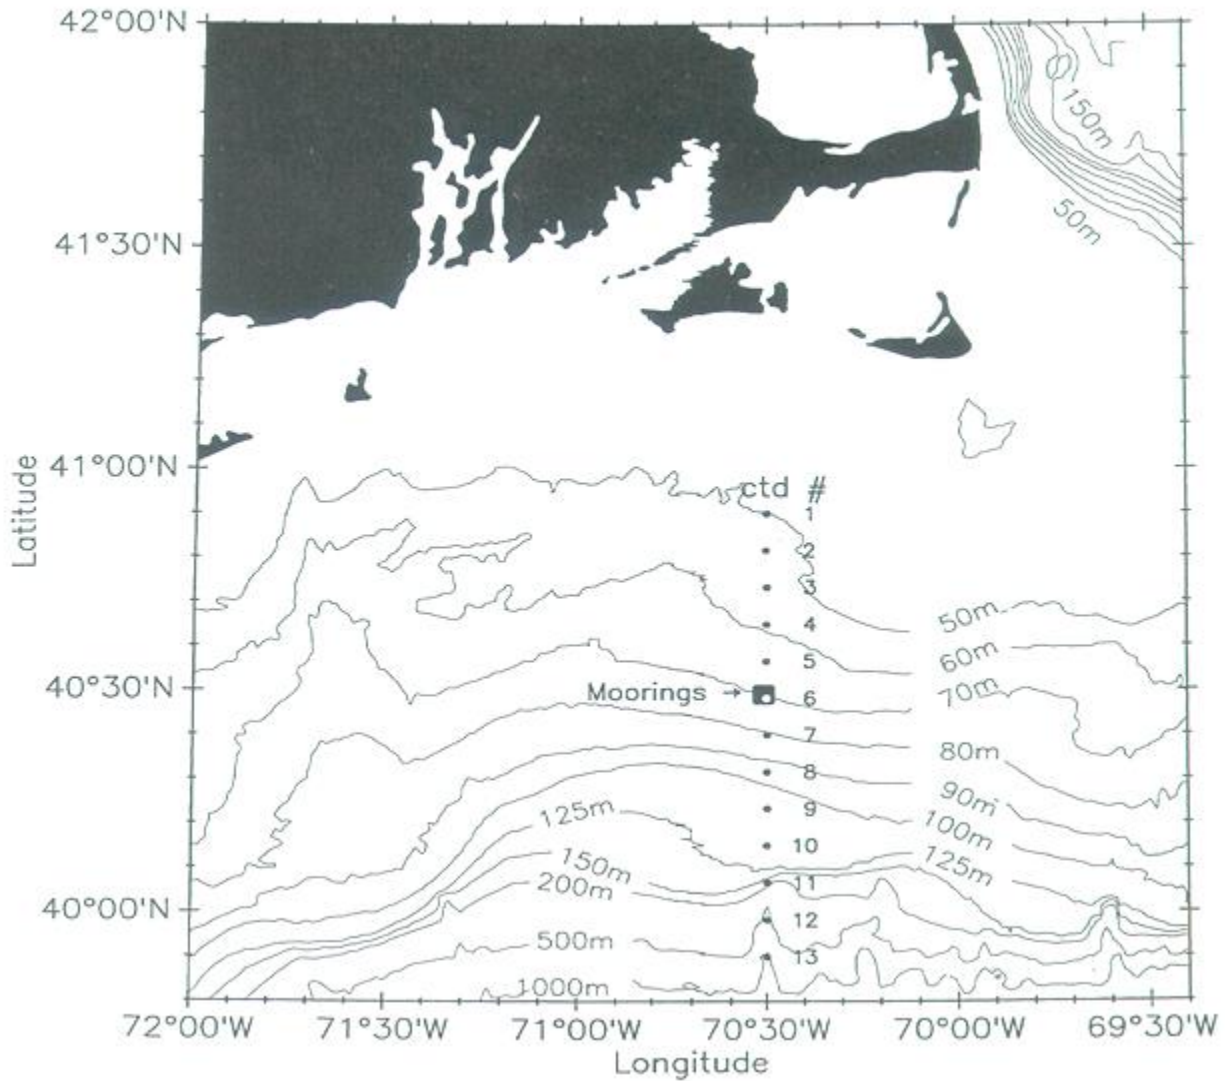 42°00'N
150m
50m
41°30'N
41°00'N
Latitude
ctd #
1
2
3
4
50m
60m
5
Moorings → 6
70m
40°30'N
7
80m
8
90m
9
100m
125m
10
125m
150m
11
200m
40°00'N
12
500m
13
1000m
72°00'W 71°30'W 71°00'W 70°30'W 70°00'W 69°30'W
Longitude